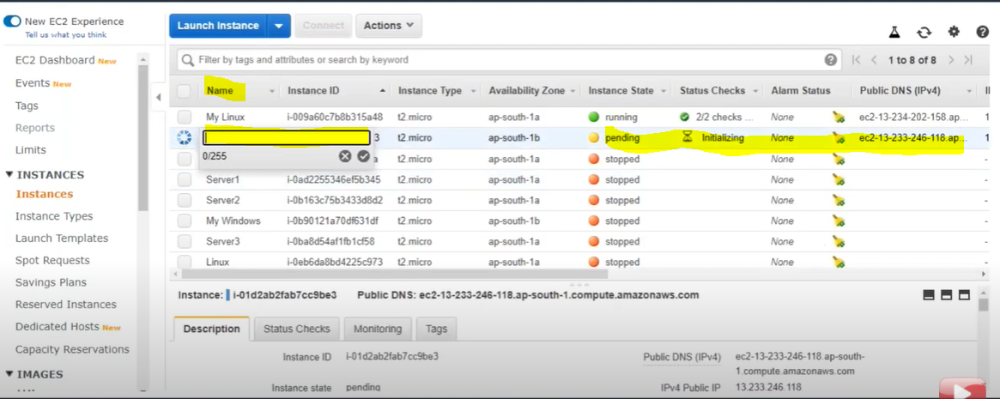 New EC2 Experience
Tell us what you think
EC2 Dashboard New
Events New
Tags
Reports
Limits
INSTANCES
Instances
Instance Types
Launch Templates
Spot Requests
Savings Plans
Reserved Instances
Dedicated Hosts New
Capacity Reservations
IMAGES
Launch Instance Connect Actions
Filter by tags and attributes or search by keyword 1 to 8 of 8
Name Instance ID Instance Type Availability Zone Instance State Status Checks Alarm Status Public DNS (IPv4)
My Linux i-009a60c7b8b315a48 t2.micro ap-south-1a running 2/2 checks ... None ec2-13-234-202-158.ap...
3 t2.micro ap-south-1b pending Initializing None ec2-13-233-246-118.ap...
0/255 a t2.micro ap-south-1a stopped None -
Server1 i-0ad2255346ef5b345 t2.micro ap-south-1a stopped None -
Server2 i-0b163c75b3433d8d2 t2.micro ap-south-1a stopped None -
My Windows i-0b90121a70df631df t2.micro ap-south-1b stopped None -
Server3 i-0ba8d54af1fb1cf58 t2.micro ap-south-1a stopped None -
Linux i-0eb6da8bd4225c973 t2.micro ap-south-1a stopped None -
Instance: i-01d2ab2fab7cc9be3 Public DNS: ec2-13-233-246-118.ap-south-1.compute.amazonaws.com
Description Status Checks Monitoring Tags
Instance ID i-01d2ab2fab7cc9be3 Public DNS (IPv4) ec2-13-233-246-118.ap-south-
1.compute.amazonaws.com
Instance state pending IPv4 Public IP 13.233.246.118